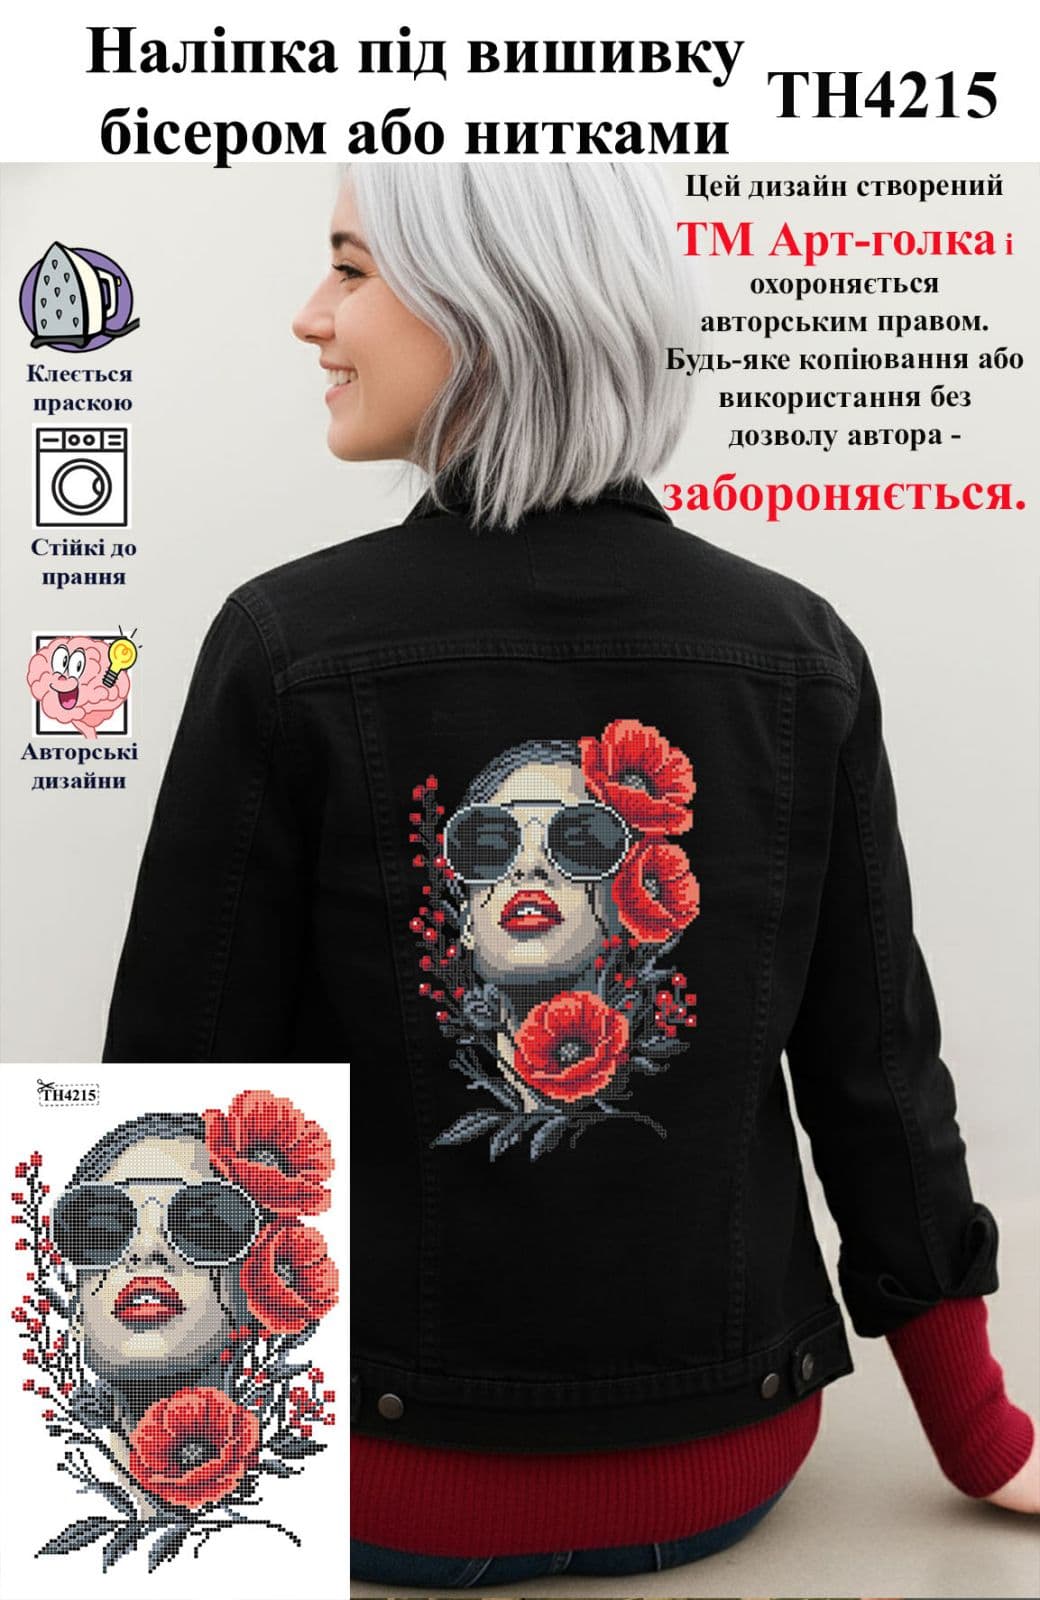 Наліпка під вишивку
бісером або нитками
ТН4215
Цей дизайн створений
ТМ Арт-голка і
охороняється
авторським правом.
Будь-яке копіювання або
використання без
дозволу автора -
забороняється.
Клеється
праскою
Стійкі до
прання
Авторські
дизайни
ТН4215